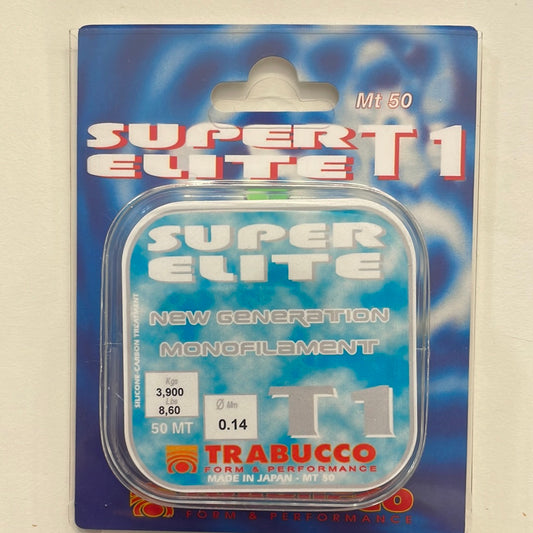 Mt 50
SUPER T1
ELITE
SUPER
ELITE
NEW GENERATION
MONOFILAMENT
SILICONE-CARBON TREATMENT
Kgs
3,900
Lbs
8,60
50 MT
Ø Mm
0.14
T1
TRABUCCO
FORM & PERFORMANCE
MADE IN JAPAN - MT 50
TRABUCCO
FORM & PERFORMANCE